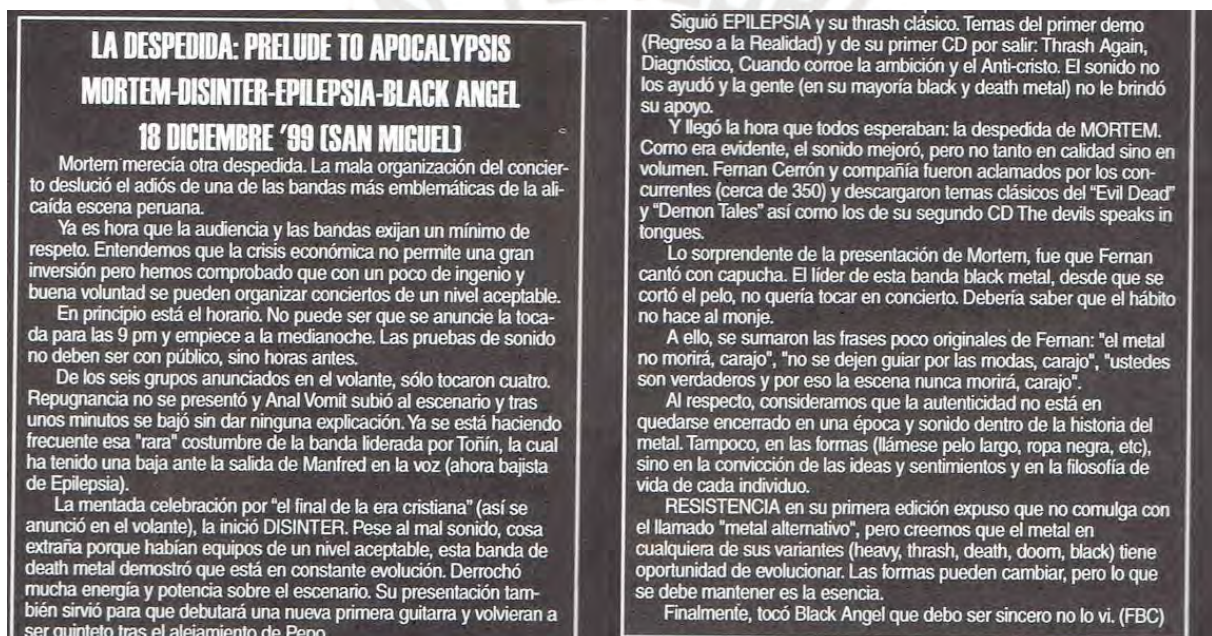 LA DESPEDIDA: PRELUDE TO APOCALYPSIS
MORTEM-DISINTER-EPILEPSIA-BLACK ANGEL
18 DICIEMBRE '99 (SAN MIGUEL)
Mortem merecía otra despedida. La mala organización del concier-
to deslució el adiós de una de las bandas más emblemáticas de la ali-
caída escena peruana.
Ya es hora que la audiencia y las bandas exijan un mínimo de
respeto. Entendemos que la crisis económica no permite una gran
inversión pero hemos comprobado que con un poco de ingenio y
buena voluntad se pueden organizar conciertos de un nivel aceptable.
En principio está el horario. No puede ser que se anuncie la toca-
da para las 9 pm y empiece a la medianoche. Las pruebas de sonido
no deben ser con público, sino horas antes.
De los seis grupos anunciados en el volante, sólo tocaron cuatro.
Repugnancia no se presentó y Anal Vomit subió al escenario y tras
unos minutos se bajó sin dar ninguna explicación. Ya se está haciendo
frecuente esa "rara" costumbre de la banda liderada por Toñín, la cual
ha tenido una baja ante la salida de Manfred en la voz (ahora bajista
de Epilepsia).
La mentada celebración por "el final de la era cristiana" (así se
anunció en el volante), la inició DISINTER. Pese al mal sonido, cosa
extraña porque habían equipos de un nivel aceptable, esta banda de
death metal demostró que está en constante evolución. Derrochó
mucha energía y potencia sobre el escenario. Su presentación tam-
bién sirvió para que debutará una nueva primera guitarra y volvieran a
ser quinteto tras el alejamiento de Pepo.
Siguió EPILEPSIA y su thrash clásico. Temas del primer demo
(Regreso a la Realidad) y de su primer CD por salir: Thrash Again,
Diagnóstico, Cuando corroe la ambición y el Anti-cristo. El sonido no
los ayudó y la gente (en su mayoría black y death metal) no le brindó
su apoyo.
Y llegó la hora que todos esperaban: la despedida de MORTEM.
Como era evidente, el sonido mejoró, pero no tanto en calidad sino en
volumen. Fernan Cerrón y compañía fueron aclamados por los con-
currentes (cerca de 350) y descargaron temas clásicos del "Evil Dead"
y "Demon Tales" así como los de su segundo CD The devils speaks in
tongues.
Lo sorprendente de la presentación de Mortem, fue que Fernan
cantó con capucha. El líder de esta banda black metal, desde que se
cortó el pelo, no quería tocar en concierto. Debería saber que el hábito
no hace al monje.
A ello, se sumaron las frases poco originales de Fernan: "el metal
no morirá, carajo", "no se dejen guiar por las modas, carajo", "ustedes
son verdaderos y por eso la escena nunca morirá, carajo".
Al respecto, consideramos que la autenticidad no está en
quedarse encerrado en una época y sonido dentro de la historia del
metal. Tampoco, en las formas (llámese pelo largo, ropa negra, etc),
sino en la convicción de las ideas y sentimientos y en la filosofía de
vida de cada individuo.
RESISTENCIA en su primera edición expuso que no comulga con
el llamado "metal alternativo", pero creemos que el metal en
cualquiera de sus variantes (heavy, thrash, death, doom, black) tiene
oportunidad de evolucionar. Las formas pueden cambiar, pero lo que
se debe mantener es la esencia.
Finalmente, tocó Black Angel que debo ser sincero no lo vi. (FBC)